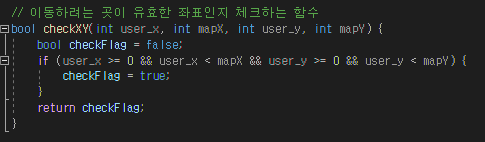 // 이동하려는 곳이 유효한 좌표인지 체크하는 함수
bool checkXY(int user_x, int mapX, int user_y, int mapY) {
    bool checkFlag = false;
    if (user_x >= 0 && user_x < mapX && user_y >= 0 && user_y < mapY) {
        checkFlag = true;
    }
    return checkFlag;
}